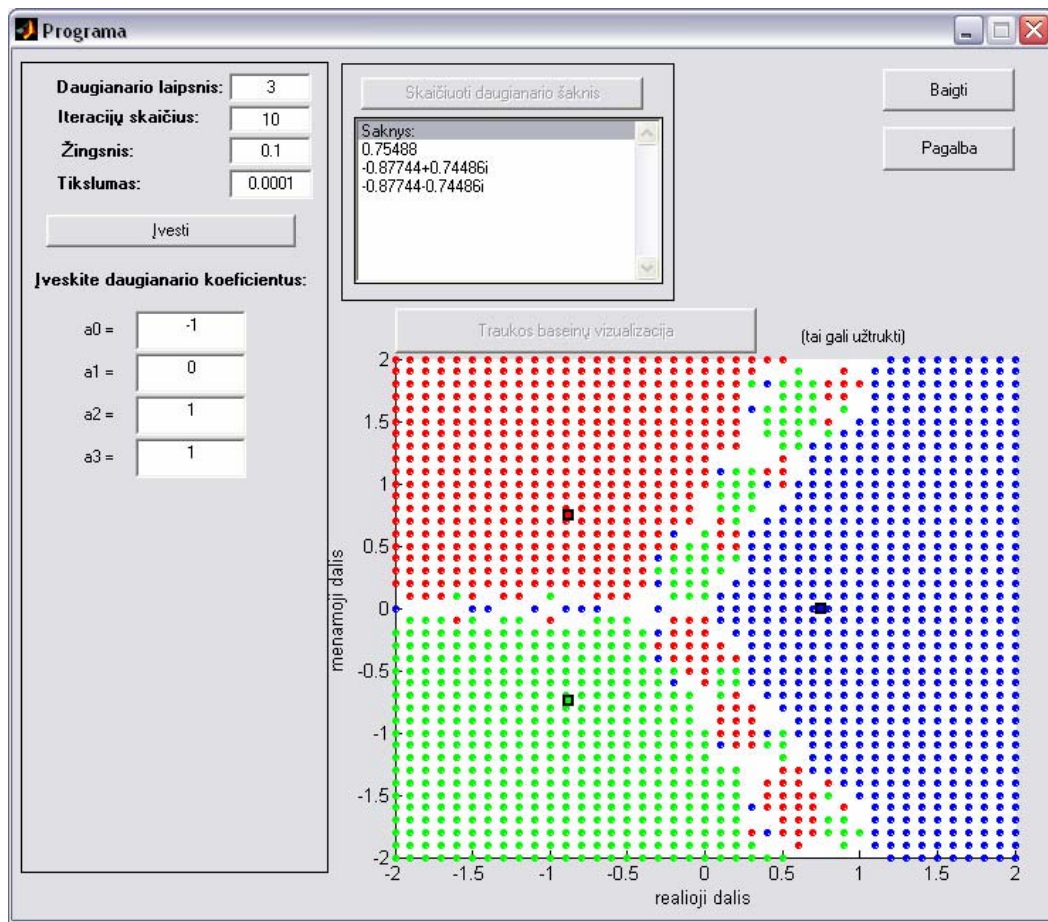 Programa
Daugianario laipsnis: 3
Iteracijų skaičius: 10
Žingsnis: 0.1
Tikslumas: 0.0001
Įvesti
Įveskite daugianario koeficientus:
a0 = -1
a1 = 0
a2 = 1
a3 = 1
Skaičiuoti daugianario šaknis
Saknys:
0.75488
-0.87744+0.74486i
-0.87744-0.74486i
Baigti
Pagalba
Traukos baseinų vizualizacija
(tai gali užtrukti)
2
1.5
1
0.5
0
-0.5
-1
-1.5
-2
menamoji dalis
-2 -1.5 -1 -0.5 0 0.5 1 1.5 2
realioji dalis